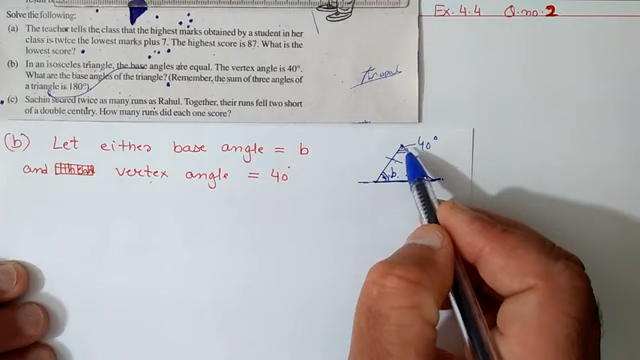 Solve the following:
(a) The teacher tells the class that the highest marks obtained by a student in her
class is twice the lowest marks plus 7. The highest score is 87. What is the
lowest score?
(b) In an isosceles triangle, the base angles are equal. The vertex angle is 40°.
What are the base angles of the triangle? (Remember, the sum of three angles of
a triangle is 180°).
(c) Sachin scored twice as many runs as Rahul. Together, their runs fell two short
of a double century. How many runs did each one score?
Ex. 4.4 Q. no. 2
(b) Let either base angle = b
and vertex angle = 40°
40°
b